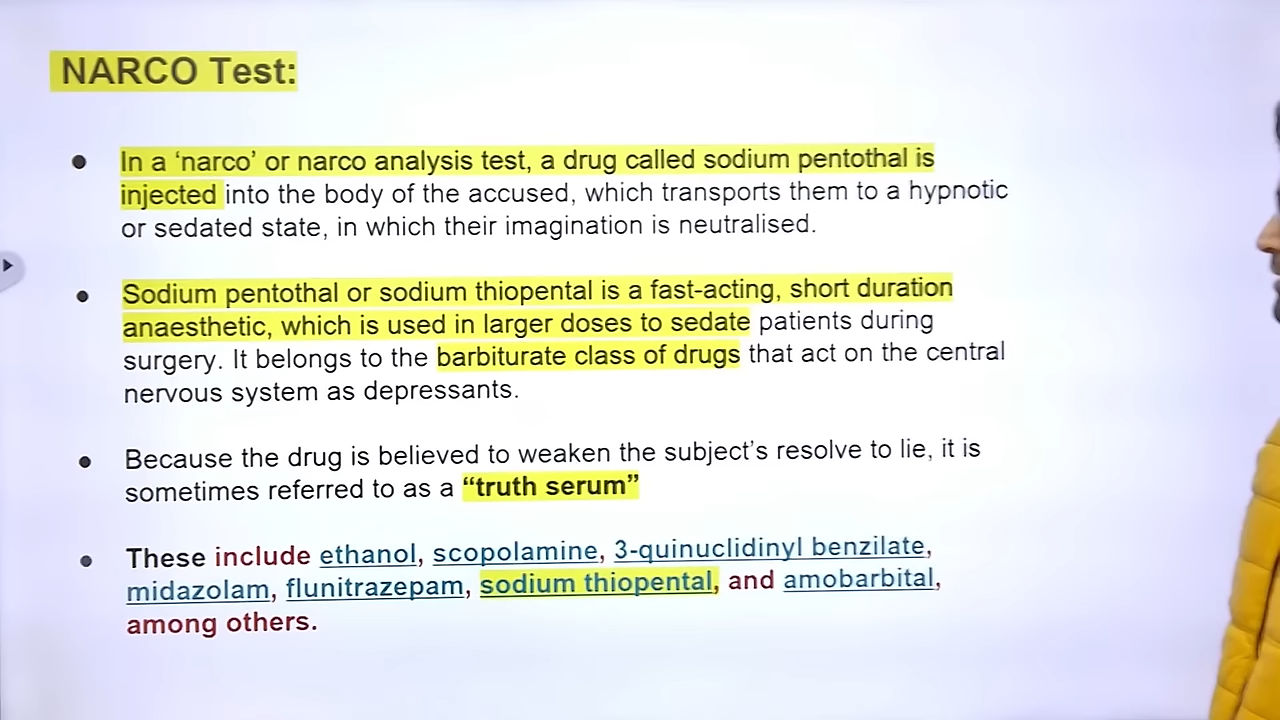 NARCO Test:
● In a ‘narco’ or narco analysis test, a drug called sodium pentothal is
injected into the body of the accused, which transports them to a hypnotic
or sedated state, in which their imagination is neutralised.
● Sodium pentothal or sodium thiopental is a fast-acting, short duration
anaesthetic, which is used in larger doses to sedate patients during
surgery. It belongs to the barbiturate class of drugs that act on the central
nervous system as depressants.
● Because the drug is believed to weaken the subject’s resolve to lie, it is
sometimes referred to as a “truth serum”
● These include ethanol, scopolamine, 3-quinuclidinyl benzilate,
midazolam, flunitrazepam, sodium thiopental, and amobarbital,
among others.